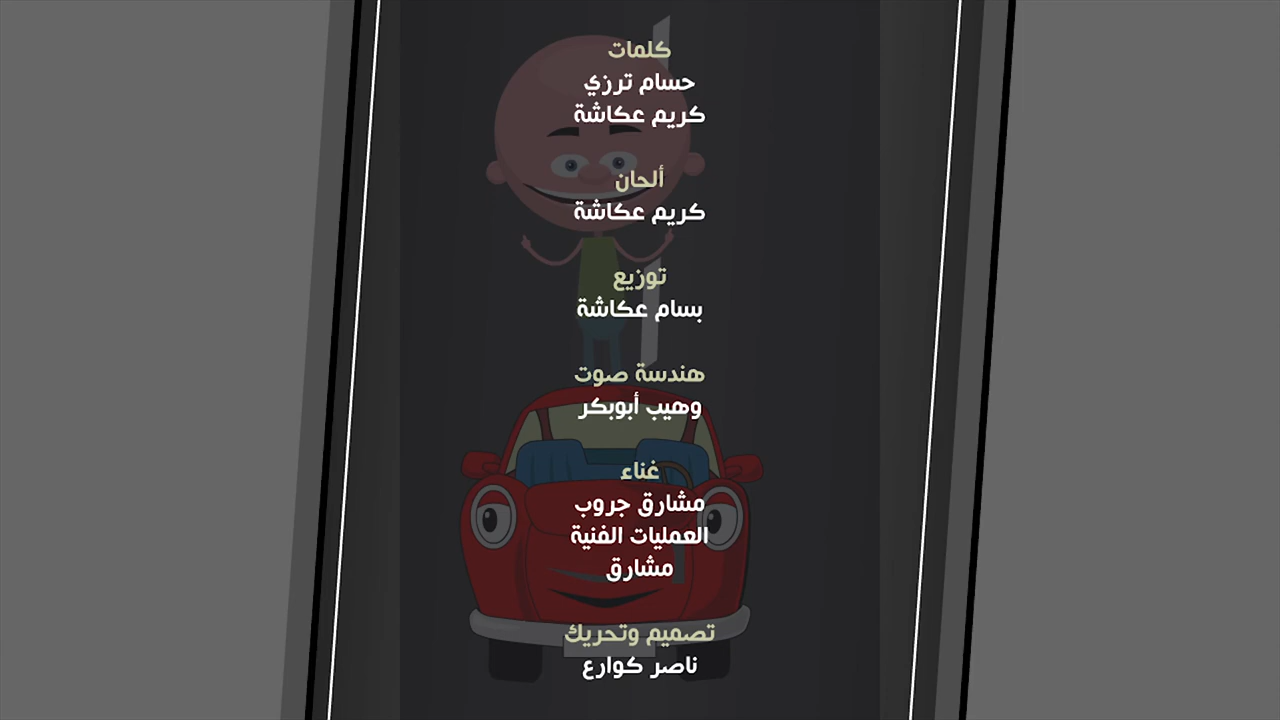 كلمات
حسام ترزي
كريم عكاشة
ألحان
كريم عكاشة
توزيع
بسام عكاشة
هندسة صوت
وهيب أبوبكر
غناء
مشارق جروب
العمليات الفنية
مشارق
تصميم وتحريك
ناصر كوارع